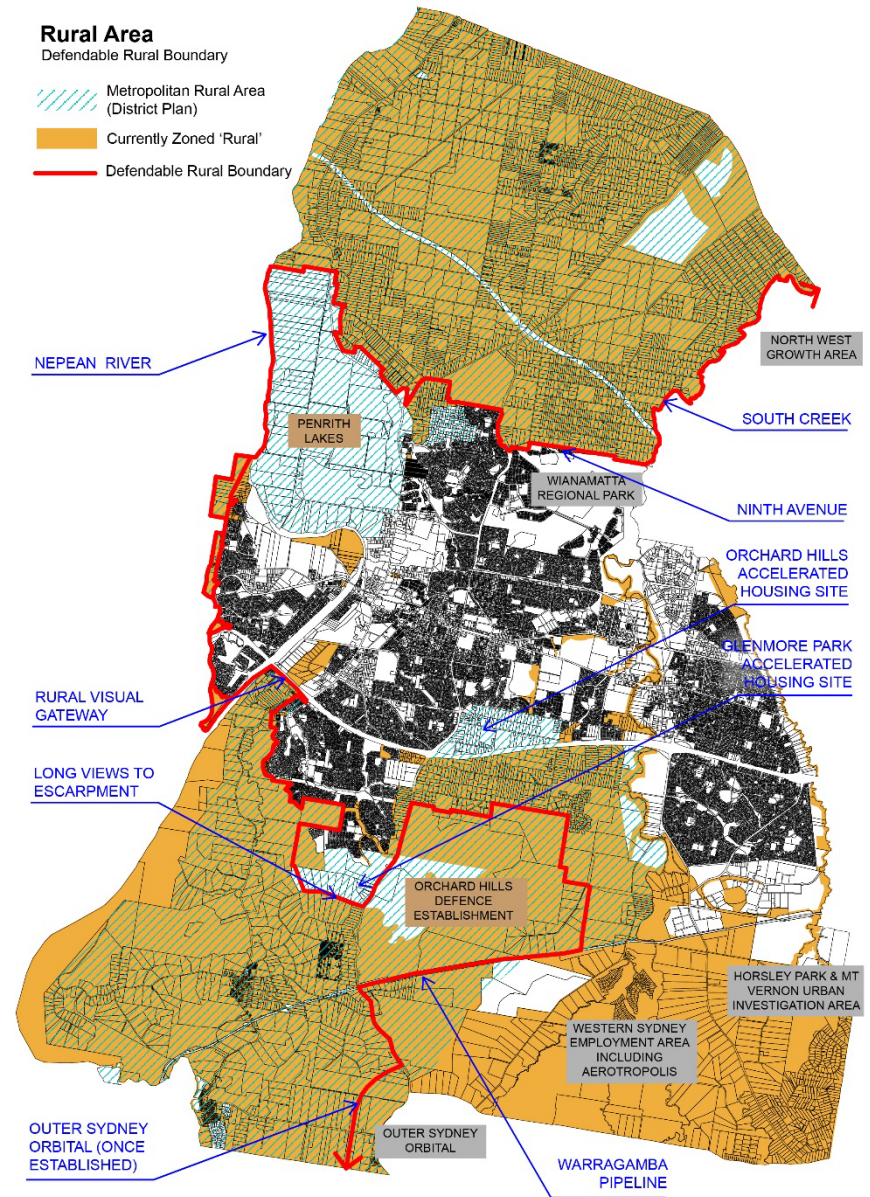 Rural Area
Defendable Rural Boundary
Metropolitan Rural Area
(District Plan)
Currently Zoned 'Rural'
Defendable Rural Boundary
NORTH WEST
GROWTH AREA
NEPEAN RIVER
SOUTH CREEK
PENRITH
LAKES
WIANAMATTA
REGIONAL PARK
NINTH AVENUE
ORCHARD HILLS
ACCELERATED
HOUSING SITE
GLENMORE PARK
ACCELERATED
HOUSING SITE
RURAL VISUAL
GATEWAY
LONG VIEWS TO
ESCARPMENT
ORCHARD HILLS
DEFENCE
ESTABLISHMENT
HORSLEY PARK & MT
VERNON URBAN
INVESTIGATION AREA
WESTERN SYDNEY
EMPLOYMENT AREA
INCLUDING
AEROTROPOLIS
OUTER SYDNEY
ORBITAL (ONCE
ESTABLISHED)
OUTER SYDNEY
ORBITAL
WARRAGAMBA
PIPELINE